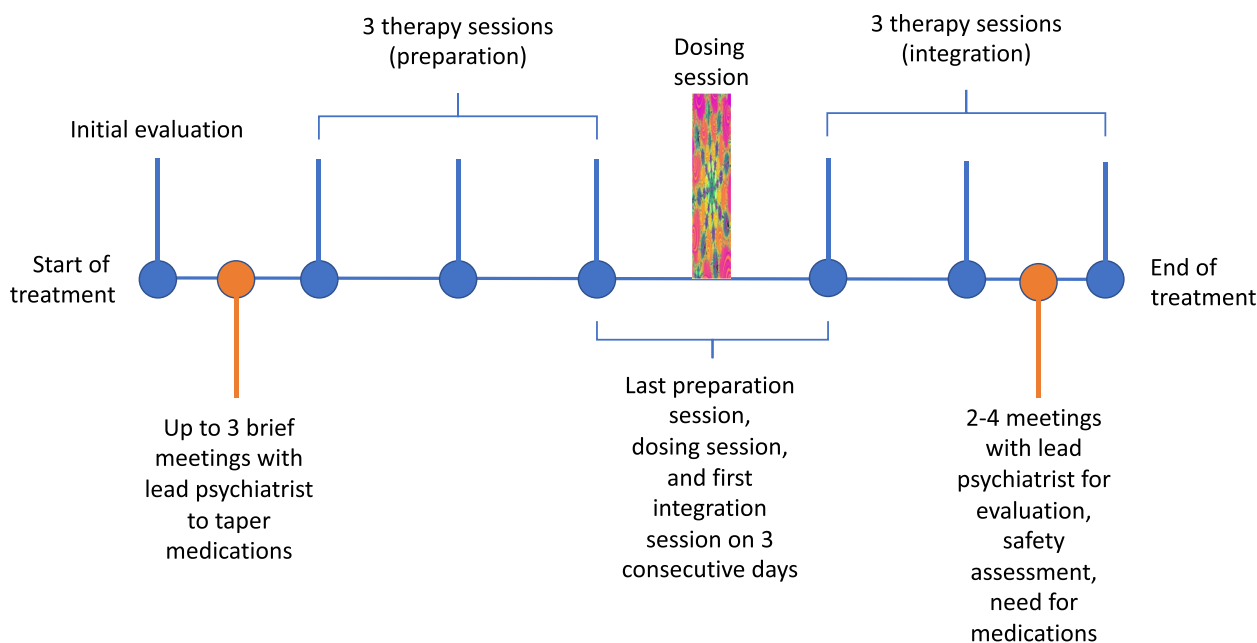 3 therapy sessions
(preparation)
Dosing
session
3 therapy sessions
(integration)
Initial evaluation
Start of
treatment
End of
treatment
Up to 3 brief
meetings with
lead psychiatrist
to taper
medications
Last preparation
session,
dosing session,
and first
integration
session on 3
consecutive days
2-4 meetings
with lead
psychiatrist for
evaluation,
safety
assessment,
need for
medications